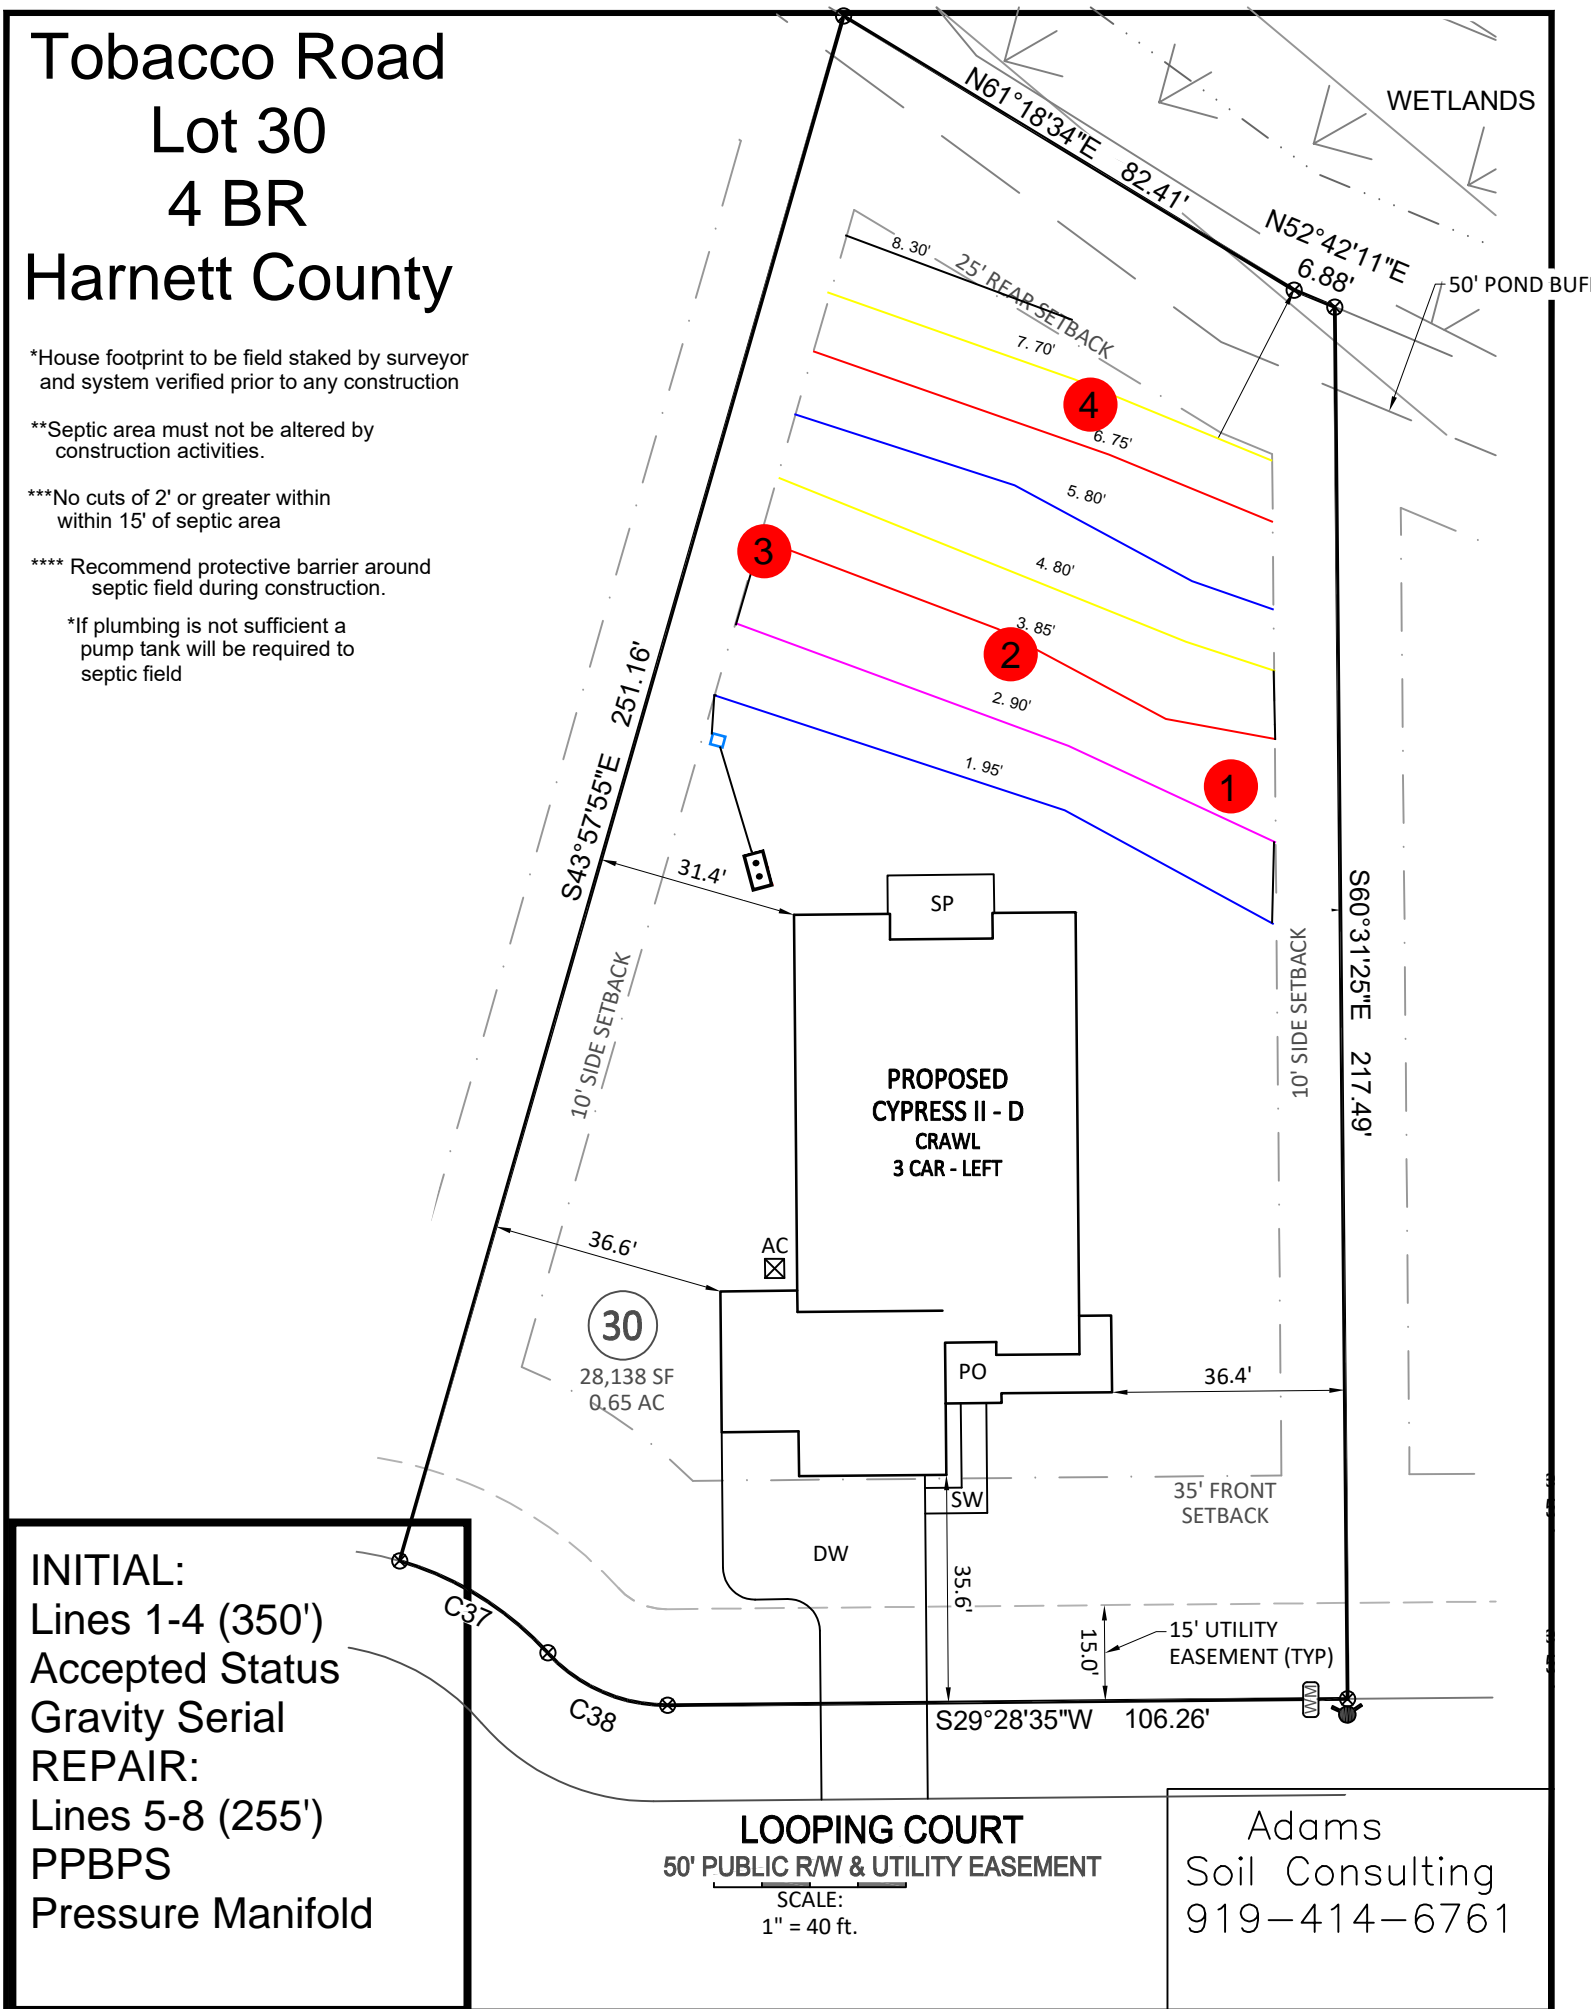 Tobacco Road
Lot 30
4 BR
Harnett County
*House footprint to be field staked by surveyor
and system verified prior to any construction
**Septic area must not be altered by
construction activities.
***No cuts of 2' or greater within
within 15' of septic area
**** Recommend protective barrier around
septic field during construction.
*If plumbing is not sufficient a
pump tank will be required to
septic field
WETLANDS
N61°18'34"E 82.41'
N52°42'11"E
6.88'
50' POND BUF
8. 30'
25' REAR SETBACK
7. 70'
4
6. 75'
5. 80'
3
4. 80'
3. 85'
2
2. 90'
1
1. 95'
S43°57'55"E 251.16'
31.4'
SP
S60°31'25"E 217.49'
10' SIDE SETBACK
10' SIDE SETBACK
PROPOSED
CYPRESS II - D
CRAWL
3 CAR - LEFT
36.6'
AC
30
28,138 SF
0.65 AC
PO
36.4'
35' FRONT
SETBACK
SW
DW
35.6'
15.0'
15' UTILITY
EASEMENT (TYP)
WM
C37
C38
S29°28'35"W 106.26'
INITIAL:
Lines 1-4 (350')
Accepted Status
Gravity Serial
REPAIR:
Lines 5-8 (255')
PPBPS
Pressure Manifold
LOOPING COURT
50' PUBLIC R/W & UTILITY EASEMENT
SCALE:
1" = 40 ft.
Adams
Soil Consulting
919-414-6761